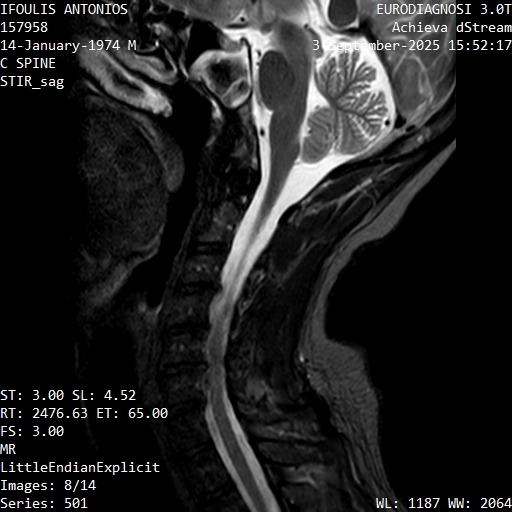 IFOULIS ANTONIOS
157958
14-January-1974 M
C SPINE
STIR_sag
EURODIAGNOSI 3.0T
Achieva dStream
3 September-2025 15:52:17
ST: 3.00 SL: 4.52
RT: 2476.63 ET: 65.00
FS: 3.00
MR
LittleEndianExplicit
Images: 8/14
Series: 501
WL: 1187 WW: 2064